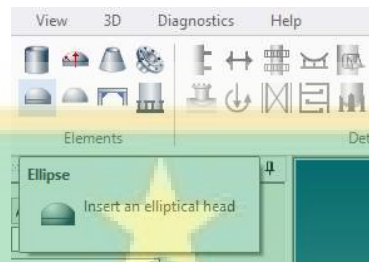 View 3D Diagnostics Help
Elements
Det
Ellipse
Insert an elliptical head